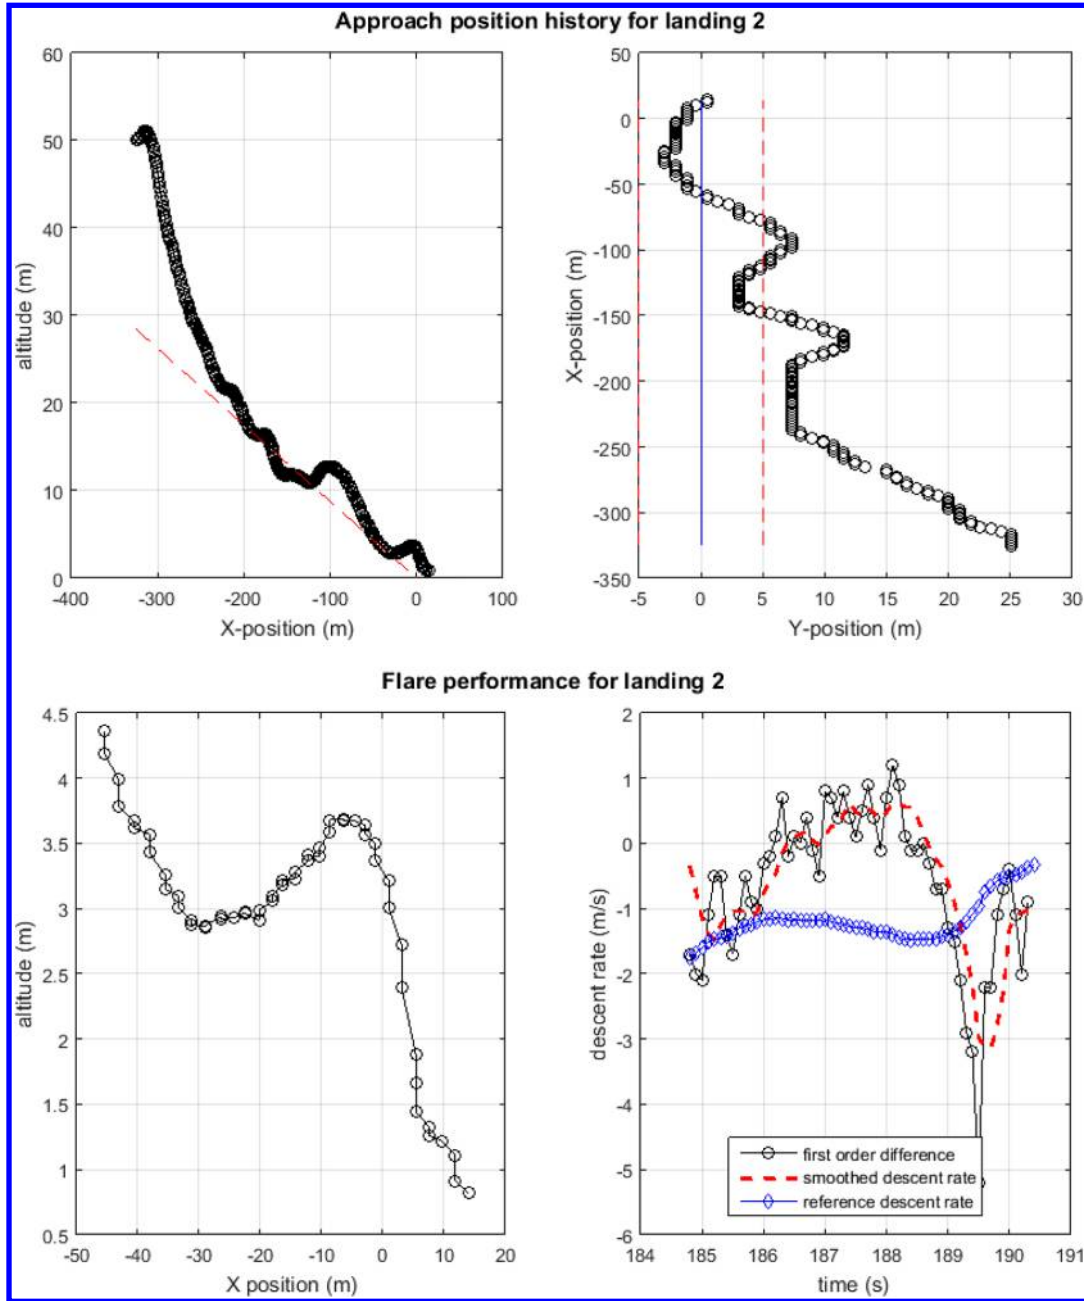 Approach position history for landing 2
60
50
40
30
20
10
0
altitude (m)
-400 -300 -200 -100 0 100
X-position (m)
50
0
-50
-100
-150
-200
-250
-300
-350
X-position (m)
-5 0 5 10 15 20 25 30
Y-position (m)
Flare performance for landing 2
4.5
4
3.5
3
2.5
2
1.5
1
0.5
altitude (m)
-50 -40 -30 -20 -10 0 10 20
X position (m)
2
1
0
-1
-2
-3
-4
-5
-6
descent rate (m/s)
first order difference
smoothed descent rate
reference descent rate
184 185 186 187 188 189 190 191
time (s)